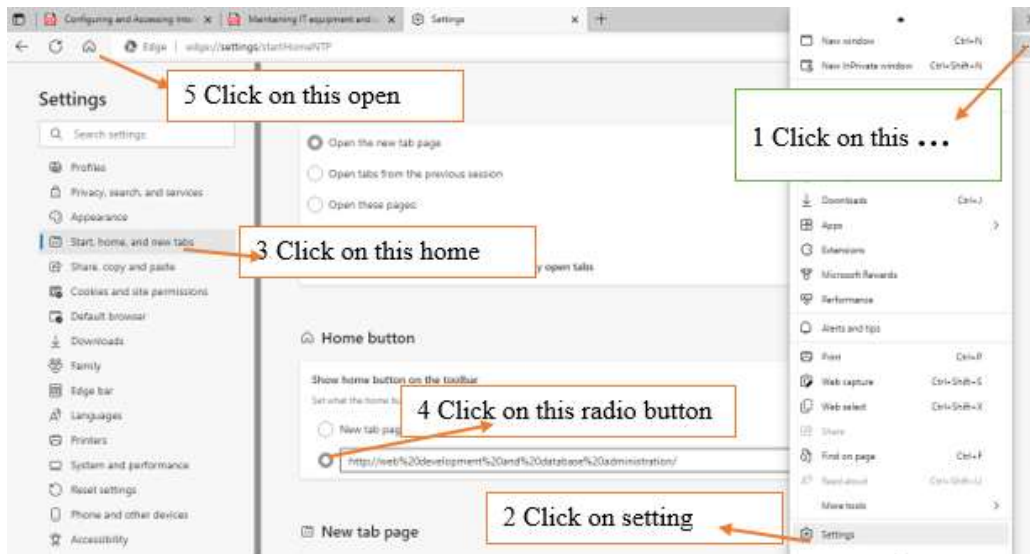 Configuring and Accessing Inte
Maintaining IT equipment and
Settings
Edge | edge://settings/startHomeNTP
5 Click on this open
Settings
Search settings
Profiles
Privacy, search, and services
Appearance
Start, home, and new tabs
Share, copy and paste
Cookies and site permissions
Default browser
Downloads
Family
Edge bar
Languages
Printers
System and performance
Reset settings
Phone and other devices
Accessibility
Open the new tab page
Open tabs from the previous session
Open these pages:
3 Click on this home
y open tabs
Home button
Show home button on the toolbar
Set what the home bu
4 Click on this radio button
New tab pag
http://web%20development%20and%20database%20administration/
New tab page
2 Click on setting
New window Ctrl+N
New InPrivate window Ctrl+Shift+N
1 Click on this ...
Downloads Ctrl+J
Apps
Extensions
Microsoft Rewards
Performance
Alerts and tips
Print Ctrl+P
Web capture Ctrl+Shift+S
Web select Ctrl+Shift+X
Share
Find on page Ctrl+F
Read aloud Ctrl+Shift+U
More tools
Settings